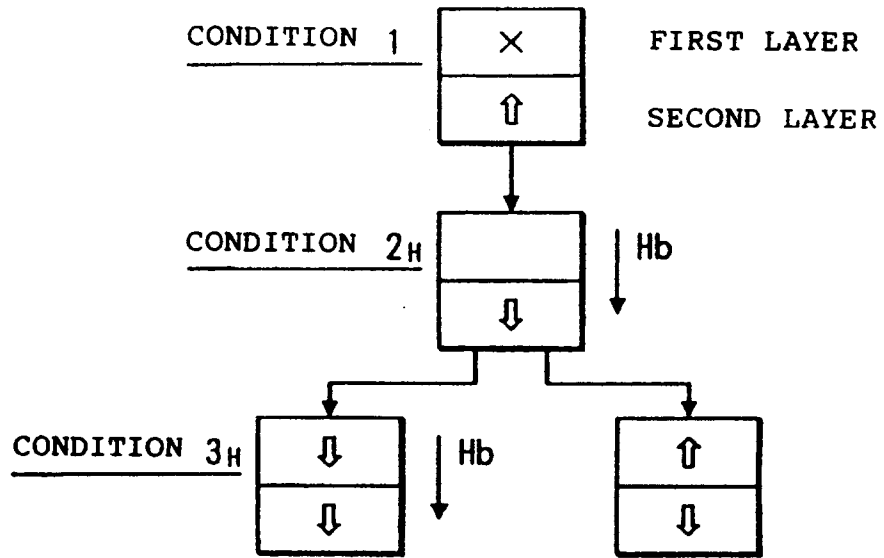 CONDITION 1
FIRST LAYER
SECOND LAYER
CONDITION 2H
Hb
CONDITION 3H
Hb